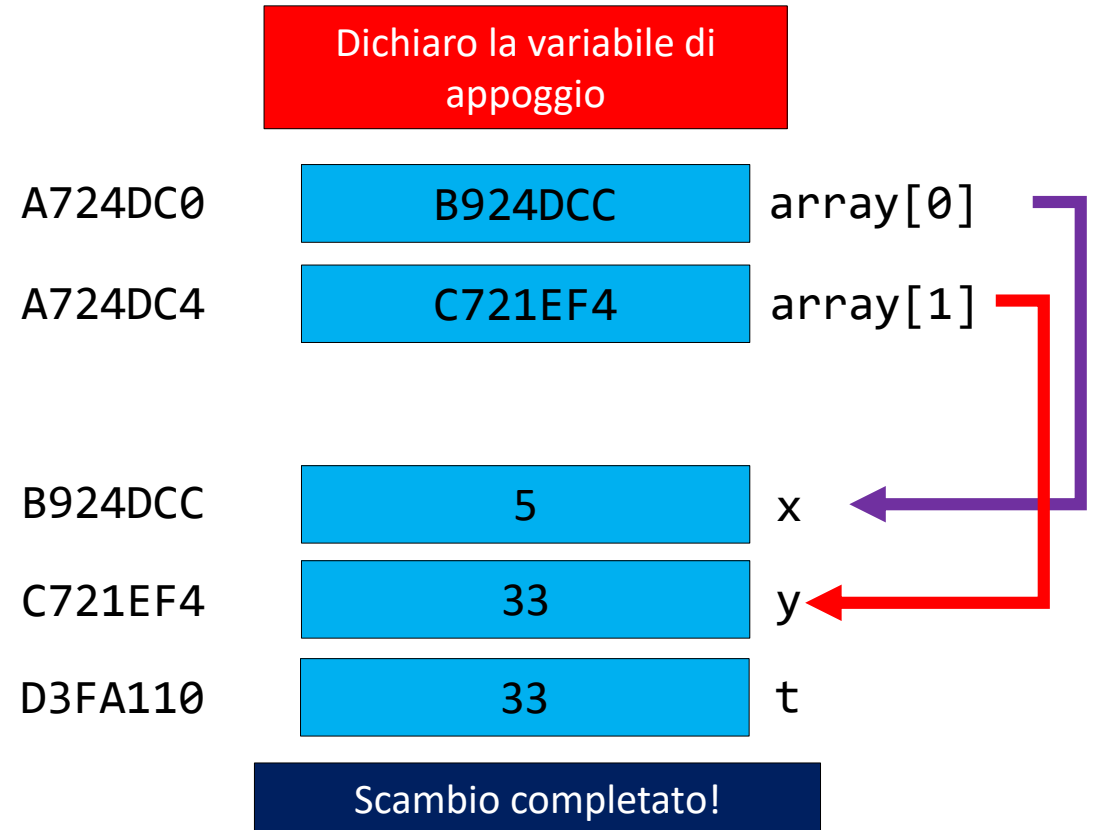 Dichiaro la variabile di
appoggio
A724DC0 B924DCC array[0]
A724DC4 C721EF4 array[1]
B924DCC 5 x
C721EF4 33 y
D3FA110 33 t
Scambio completato!